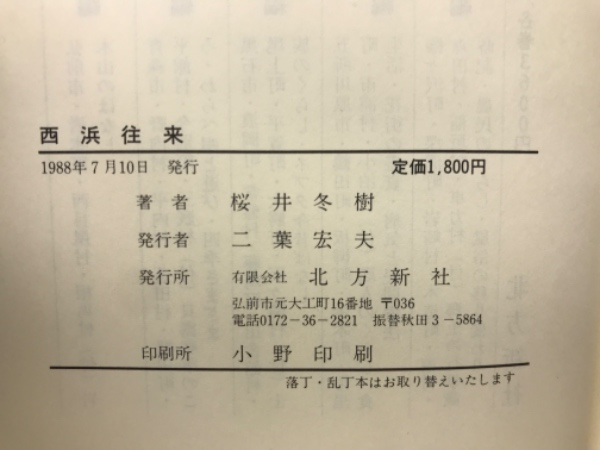 西浜往来
1988年7月10日 発行 定価1,800円
著者 桜井冬樹
発行者 二葉宏夫
発行所 有限会社 北方新社
弘前市元大工町16番地 〒036
電話0172-36-2821 振替秋田3-5864
印刷所 小野印刷
落丁・乱丁本はお取り替えいたします